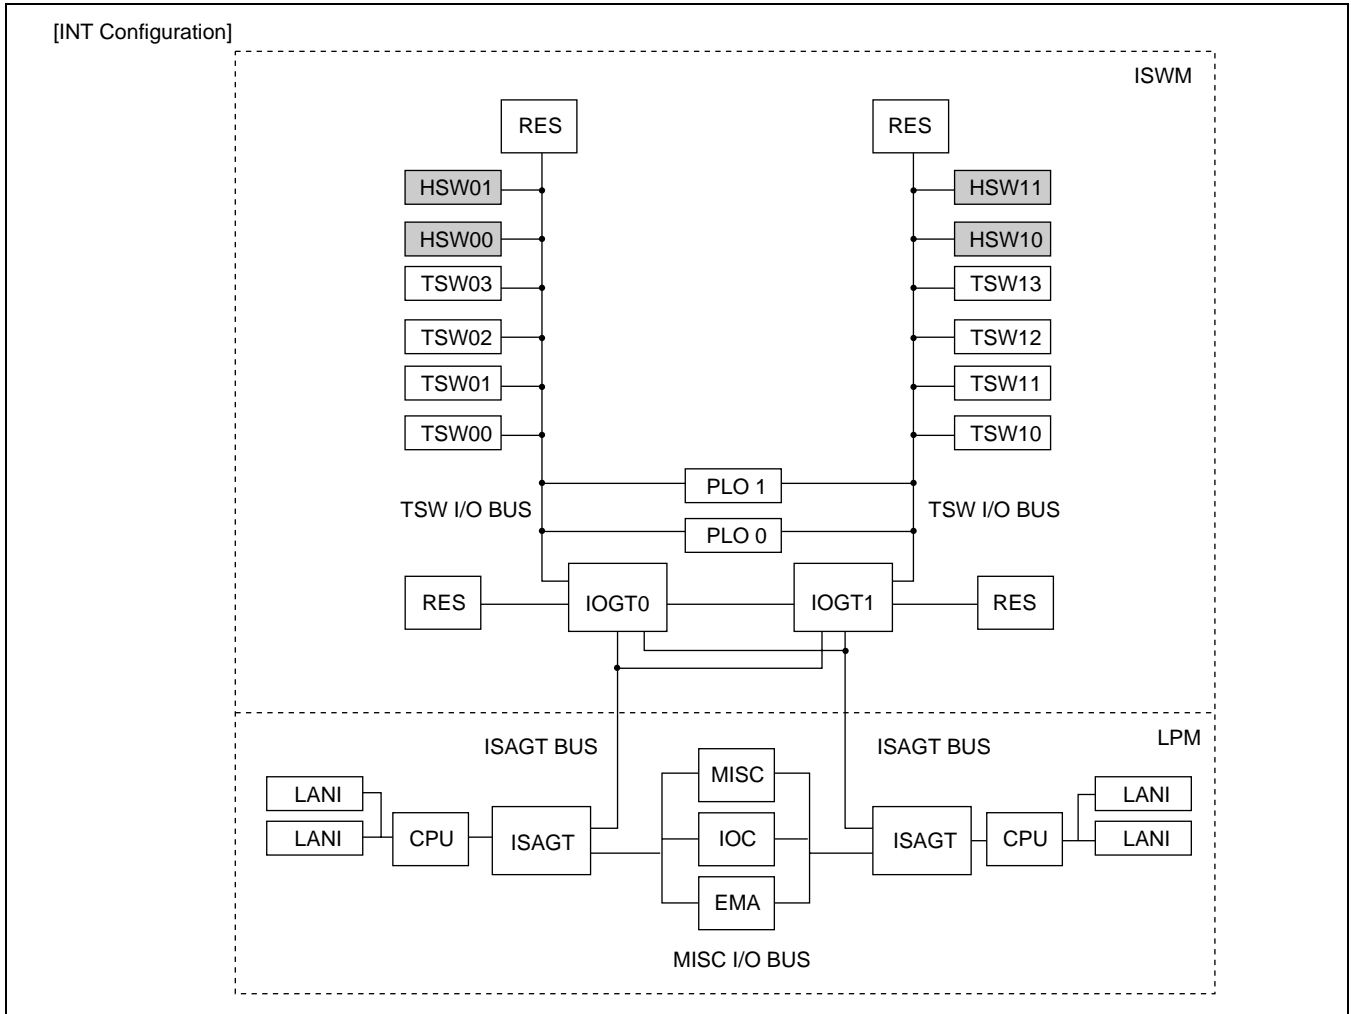 [INT Configuration]
ISWM
RES
RES
HSW01
HSW11
HSW00
HSW10
TSW03
TSW13
TSW02
TSW12
TSW01
TSW11
TSW00
TSW10
PLO 1
TSW I/O BUS
TSW I/O BUS
PLO 0
RES
IOGT0
IOGT1
RES
ISAGT BUS
ISAGT BUS
LPM
MISC
LANI
LANI
LANI
CPU
ISAGT
IOC
ISAGT
CPU
LANI
EMA
MISC I/O BUS